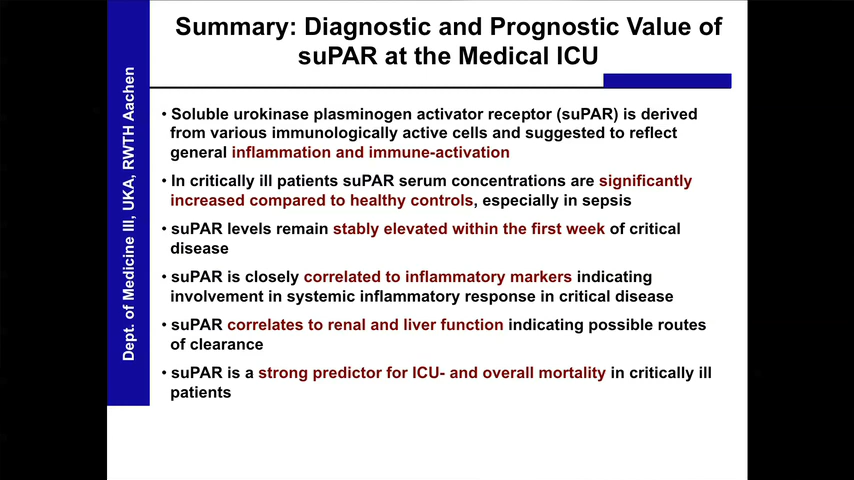 Summary: Diagnostic and Prognostic Value of
suPAR at the Medical ICU
Dept. of Medicine III, UKA, RWTH Aachen
• Soluble urokinase plasminogen activator receptor (suPAR) is derived
from various immunologically active cells and suggested to reflect
general inflammation and immune-activation
• In critically ill patients suPAR serum concentrations are significantly
increased compared to healthy controls, especially in sepsis
• suPAR levels remain stably elevated within the first week of critical
disease
• suPAR is closely correlated to inflammatory markers indicating
involvement in systemic inflammatory response in critical disease
• suPAR correlates to renal and liver function indicating possible routes
of clearance
• suPAR is a strong predictor for ICU- and overall mortality in critically ill
patients